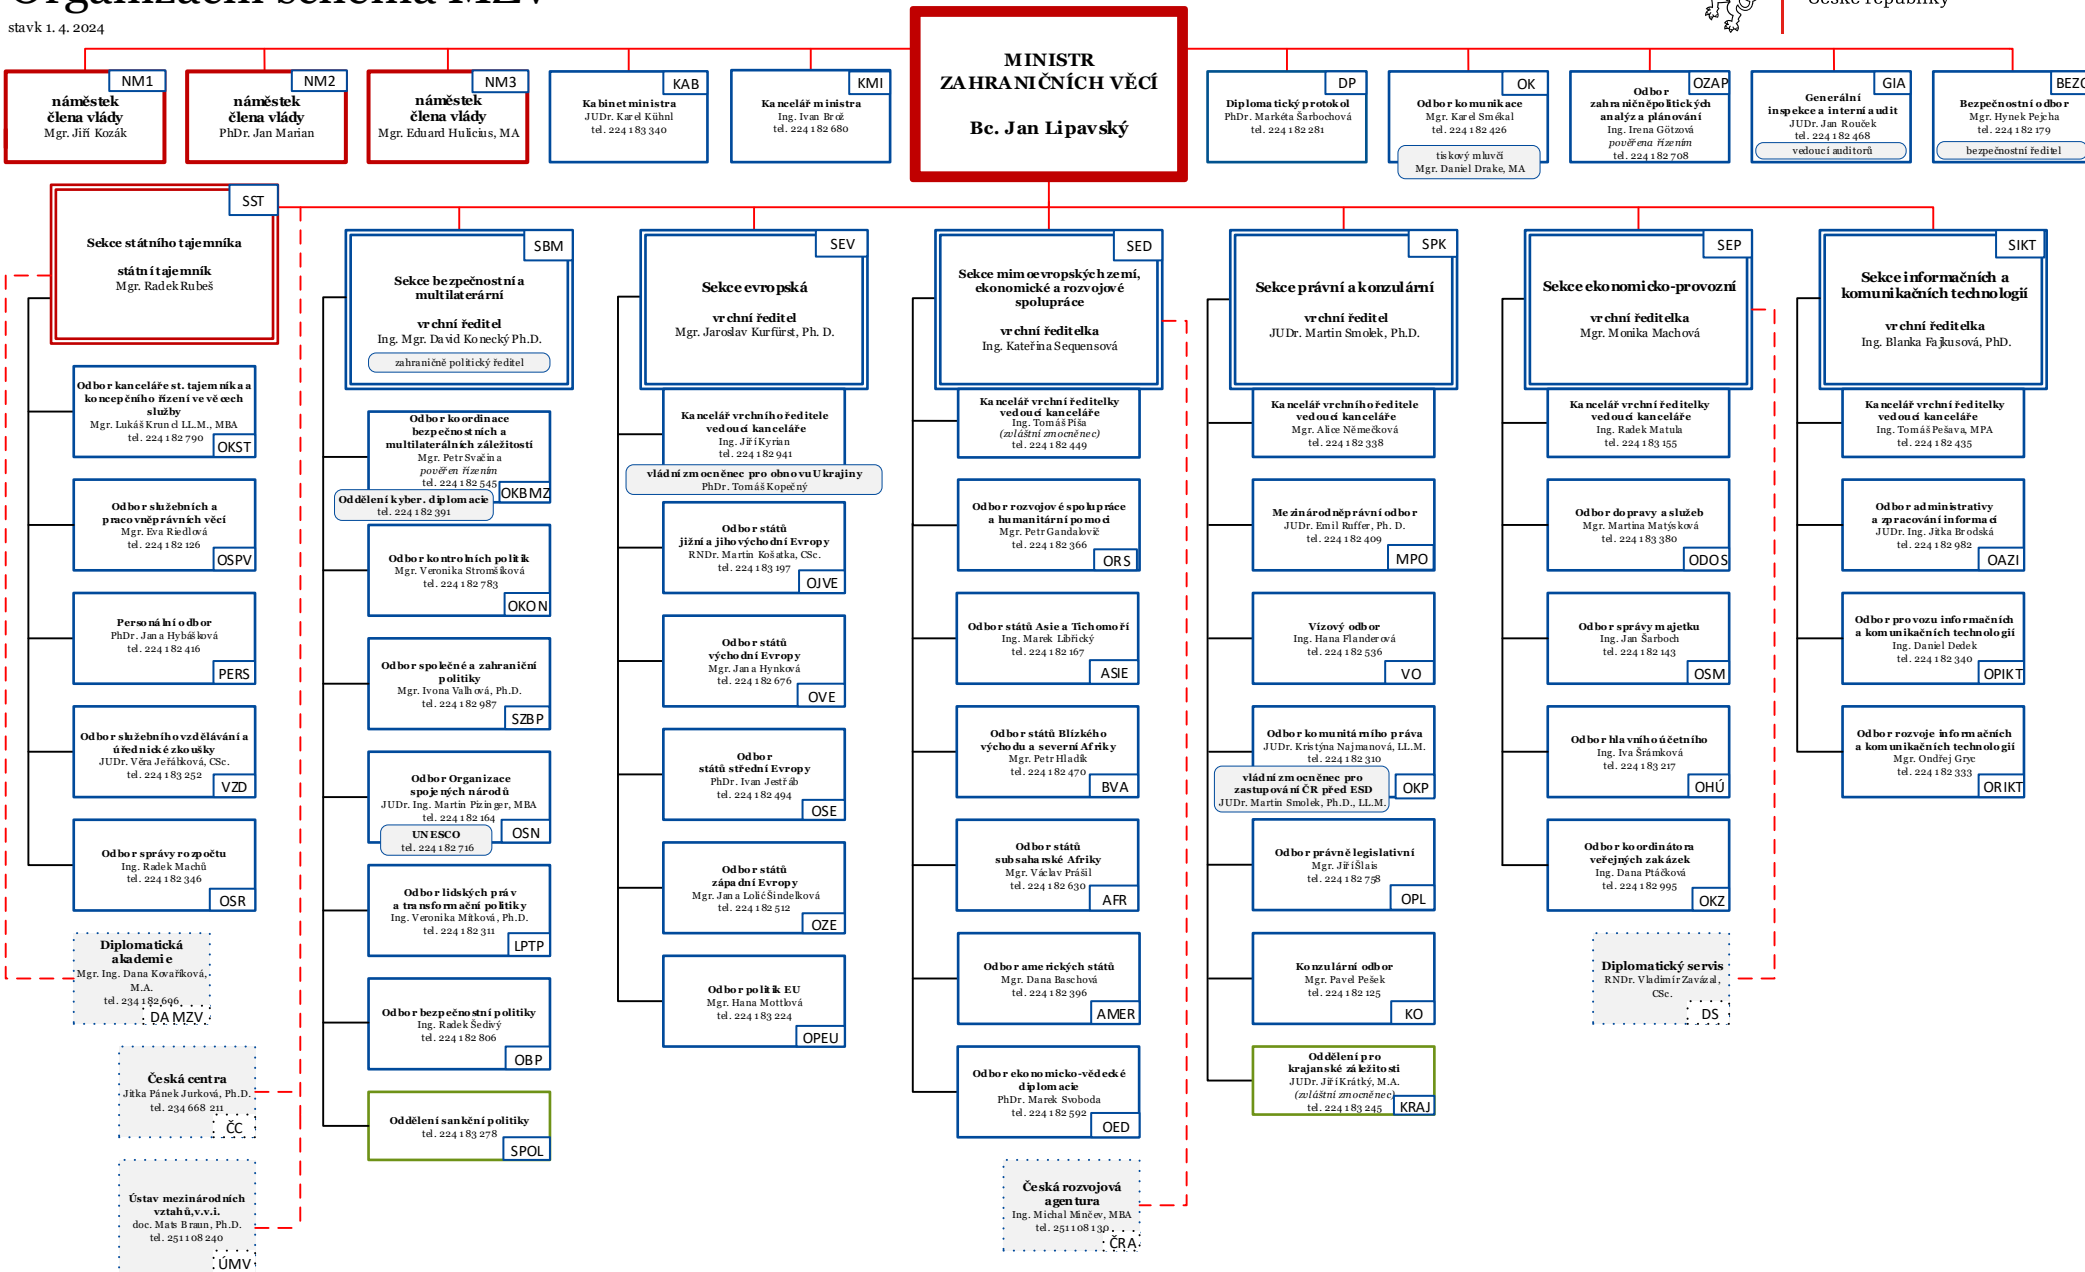 Organizační schéma MZV
stav k 1. 4. 2024
České republiky
MINISTR
ZAHRANIČNÍCH VĚCÍ
Bc. Jan Lipavský
NM1
náměstek
člena vlády
Mgr. Jiří Kozák
NM2
náměstek
člena vlády
PhDr. Jan Marian
NM3
náměstek
člena vlády
Mgr. Eduard Hulicius, MA
KAB
Kabinet ministra
JUDr. Karel Kühnl
tel. 224 183 340
KMI
Kancelář ministra
Ing. Ivan Brož
tel. 224 182 680
DP
Diplomatický protokol
PhDr. Markéta Šarbochová
tel. 224 182 281
OK
Odbor komunikace
Mgr. Karel Smékal
tel. 224 182 426
tiskový mluvčí
Mgr. Daniel Drake, MA
OZAP
Odbor
zahraničněpolitických
analýz a plánování
Ing. Irena Götzová
pověřena řízením
tel. 224 182 708
GIA
Generální
inspekce a interní audit
JUDr. Jan Rouček
tel. 224 182 468
vedoucí auditorů
BEZO
Bezpečnostní odbor
Mgr. Hynek Pejcha
tel. 224 182 179
bezpečnostní ředitel
SST
Sekce státního tajemníka
státní tajemník
Mgr. Radek Rubeš
Odbor kanceláře st. tajemníka a
koncepčního řízení ve věcech
služby
Mgr. Lukáš Kruncl LL.M., MBA
tel. 224 182 790
OKST
Odbor služebních a
pracovněprávních věcí
Mgr. Eva Riedlová
tel. 224 182 126
OSPV
Personální odbor
PhDr. Jana Hybášková
tel. 224 182 416
PERS
Odbor služebního vzdělávání a
úřednické zkoušky
JUDr. Věra Jeřábková, CSc.
tel. 224 183 252
VZD
Odbor správy rozpočtu
Ing. Radek Machů
tel. 224 182 346
OSR
Diplomatická
akademie
Mgr. Ing. Dana Kovaříková,
M.A.
tel. 234 182 696
DA MZV
Česká centra
Jitka Pánek Jurková, Ph.D.
tel. 234 668 211
ČC
Ústav mezinárodních
vztahů,v.v.i.
doc. Mats Braun, Ph.D.
tel. 251 108 240
ÚMV
SBM
Sekce bezpečnostní a
multilaterární
vrchní ředitel
Ing. Mgr. David Konecký Ph.D.
zahraničně politický ředitel
Odbor koordinace
bezpečnostních a
multilaterálních záležitostí
Mgr. Petr Svačina
pověřen řízením
tel. 224 182 545
OKBMZ
Oddělení kyber. diplomacie
tel. 224 182 391
Odbor kontrolních politik
Mgr. Veronika Stromšíková
tel. 224 182 783
OKON
Odbor společné a zahraniční
politiky
Mgr. Ivona Valhová, Ph.D.
tel. 224 182 987
SZBP
Odbor Organizace
spojených národů
JUDr. Ing. Martin Pizinger, MBA
tel. 224 182 164
OSN
UNESCO
tel. 224 182 716
Odbor lidských práv
a transformační politiky
Ing. Veronika Mítková, Ph.D.
tel. 224 182 311
LPTP
Odbor bezpečnostní politiky
Ing. Radek Šedivý
tel. 224 182 806
OBP
Oddělení sankční politiky
tel. 224 183 278
SPOL
SEV
Sekce evropská
vrchní ředitel
Mgr. Jaroslav Kurfürst, Ph. D.
Kancelář vrchního ředitele
vedoucí kanceláře
Ing. Jiří Kyrian
tel. 224 182 941
vládní zmocněnec pro obnovu Ukrajiny
PhDr. Tomáš Kopečný
Odbor států
jižní a jihovýchodní Evropy
RNDr. Martin Košatka, CSc.
tel. 224 183 197
OJVE
Odbor států
východní Evropy
Mgr. Jana Hynková
tel. 224 182 676
OVE
Odbor
států střední Evropy
PhDr. Ivan Jestřáb
tel. 224 182 494
OSE
Odbor států
západní Evropy
Mgr. Jana Lolić Šindelková
tel. 224 182 512
OZE
Odbor politik EU
Mgr. Hana Mottlová
tel. 224 183 224
OPEU
SED
Sekce mimoevropských zemí,
ekonomické a rozvojové
spolupráce
vrchní ředitelka
Ing. Kateřina Sequensová
Kancelář vrchní ředitelky
vedoucí kanceláře
Ing. Tomáš Píša
(zvláštní zmocněnec)
tel. 224 182 449
Odbor rozvojové spolupráce
a humanitární pomoci
Mgr. Petr Gandalovič
tel. 224 182 366
ORS
Odbor států Asie a Tichomoří
Ing. Marek Libřický
tel. 224 182 167
ASIE
Odbor států Blízkého
východu a severní Afriky
Mgr. Petr Hladík
tel. 224 182 470
BVA
Odbor států
subsaharské Afriky
Mgr. Václav Prášil
tel. 224 182 630
AFR
Odbor amerických států
Mgr. Dana Baschová
tel. 224 182 396
AMER
Odbor ekonomicko-vědecké
diplomacie
PhDr. Marek Svoboda
tel. 224 182 592
OED
Česká rozvojová
agentura
Ing. Michal Minčev, MBA
tel. 251 108 130
ČRA
SPK
Sekce právní a konzulární
vrchní ředitel
JUDr. Martin Smolek, Ph.D.
Kancelář vrchního ředitele
vedoucí kanceláře
Mgr. Alice Němečková
tel. 224 182 338
Mezinárodněprávní odbor
JUDr. Emil Ruffer, Ph. D.
tel. 224 182 409
MPO
Vízový odbor
Ing. Hana Flanderová
tel. 224 182 536
VO
Odbor komunitárního práva
JUDr. Kristýna Najmanová, LL.M.
tel. 224 182 310
OKP
vládní zmocněnec pro
zastupování ČR před ESD
JUDr. Martin Smolek, Ph.D., LL.M.
Odbor právně legislativní
Mgr. Jiří Šlais
tel. 224 182 758
OPL
Konzulární odbor
Mgr. Pavel Pešek
tel. 224 182 125
KO
Oddělení pro
krajanské záležitosti
JUDr. Jiří Krátký, M.A.
(zvláštní zmocněnec)
tel. 224 183 245
KRAJ
SEP
Sekce ekonomicko-provozní
vrchní ředitelka
Mgr. Monika Machová
Kancelář vrchní ředitelky
vedoucí kanceláře
Ing. Radek Matula
tel. 224 183 155
Odbor dopravy a služeb
Mgr. Martina Matýsková
tel. 224 183 380
ODOS
Odbor správy majetku
Ing. Jan Šarboch
tel. 224 182 143
OSM
Odbor hlavního účetního
Ing. Iva Šrámková
tel. 224 183 217
OHÚ
Odbor koordinátora
veřejných zakázek
Ing. Dana Ptáčková
tel. 224 182 995
OKZ
Diplomatický servis
RNDr. Vladimír Zavázal,
CSc.
DS
SIKT
Sekce informačních a
komunikačních technologií
vrchní ředitelka
Ing. Blanka Fajkusová, PhD.
Kancelář vrchní ředitelky
vedoucí kanceláře
Ing. Tomáš Pešava, MPA
tel. 224 182 435
Odbor administrativy
a zpracování informací
JUDr. Ing. Jitka Brodská
tel. 224 182 982
OAZI
Odbor provozu informačních
a komunikačních technologií
Ing. Daniel Dedek
tel. 224 182 340
OPIKT
Odbor rozvoje informačních
a komunikačních technologií
Mgr. Ondřej Gryc
tel. 224 182 333
ORIKT